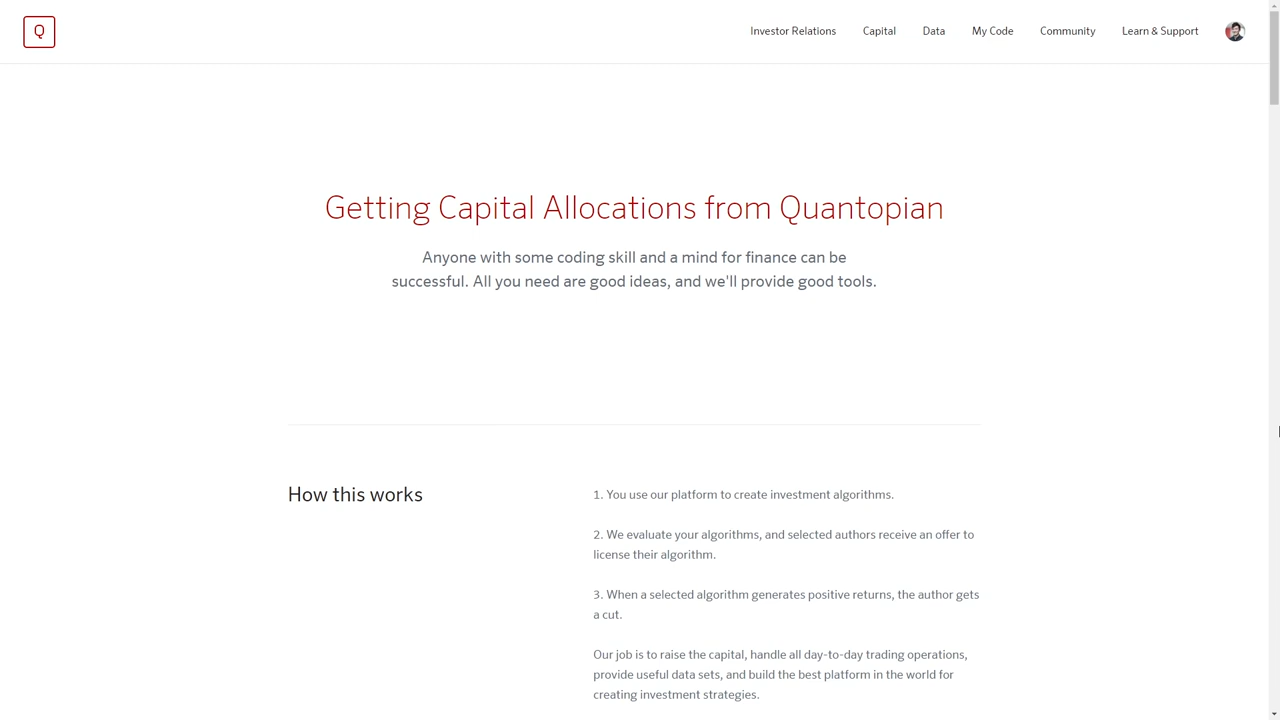 Q
Investor Relations
Capital
Data
My Code
Community
Learn & Support
Getting Capital Allocations from Quantopian
Anyone with some coding skill and a mind for finance can be
successful. All you need are good ideas, and we'll provide good tools.
How this works
1. You use our platform to create investment algorithms.
2. We evaluate your algorithms, and selected authors receive an offer to
license their algorithm.
3. When a selected algorithm generates positive returns, the author gets
a cut.
Our job is to raise the capital, handle all day-to-day trading operations,
provide useful data sets, and build the best platform in the world for
creating investment strategies.